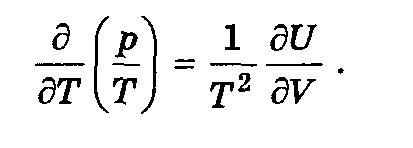 ∂/∂T (p/T) = 1/T² ∂U/∂V .